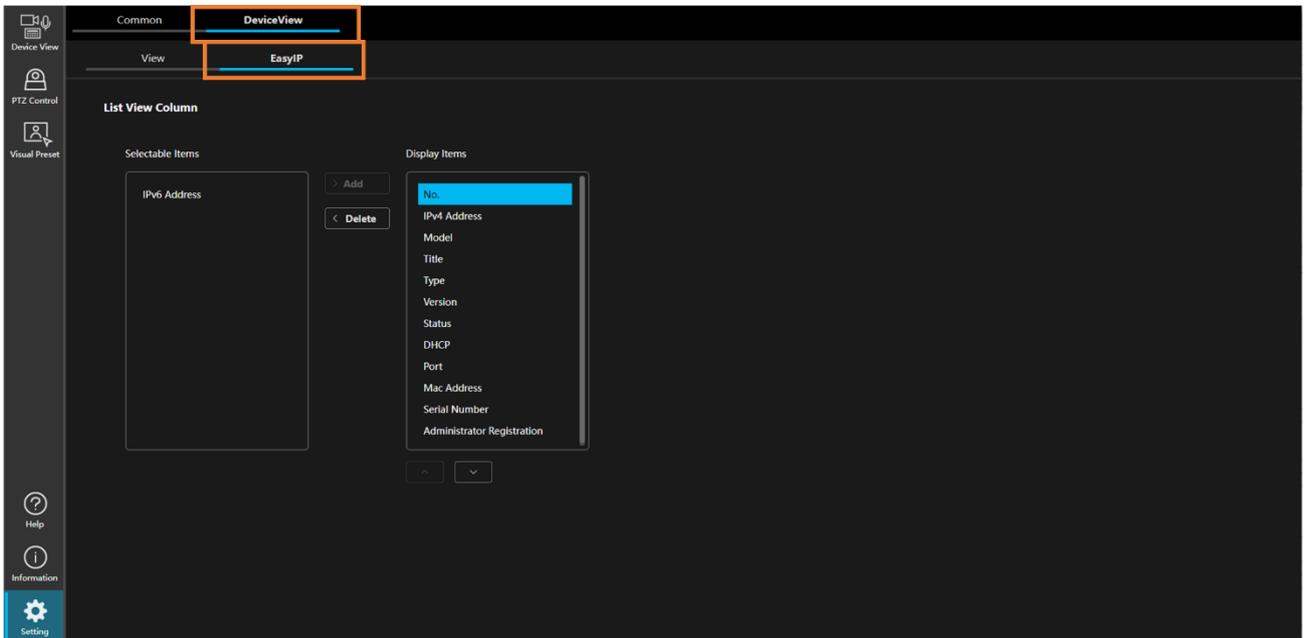 Common
DeviceView
Device View
View
EasyIP
PTZ Control
List View Column
Visual Preset
Selectable Items
Display Items
IPv6 Address
> Add
< Delete
No.
IPv4 Address
Model
Title
Type
Version
Status
DHCP
Port
Mac Address
Serial Number
Administrator Registration
Help
Information
Setting